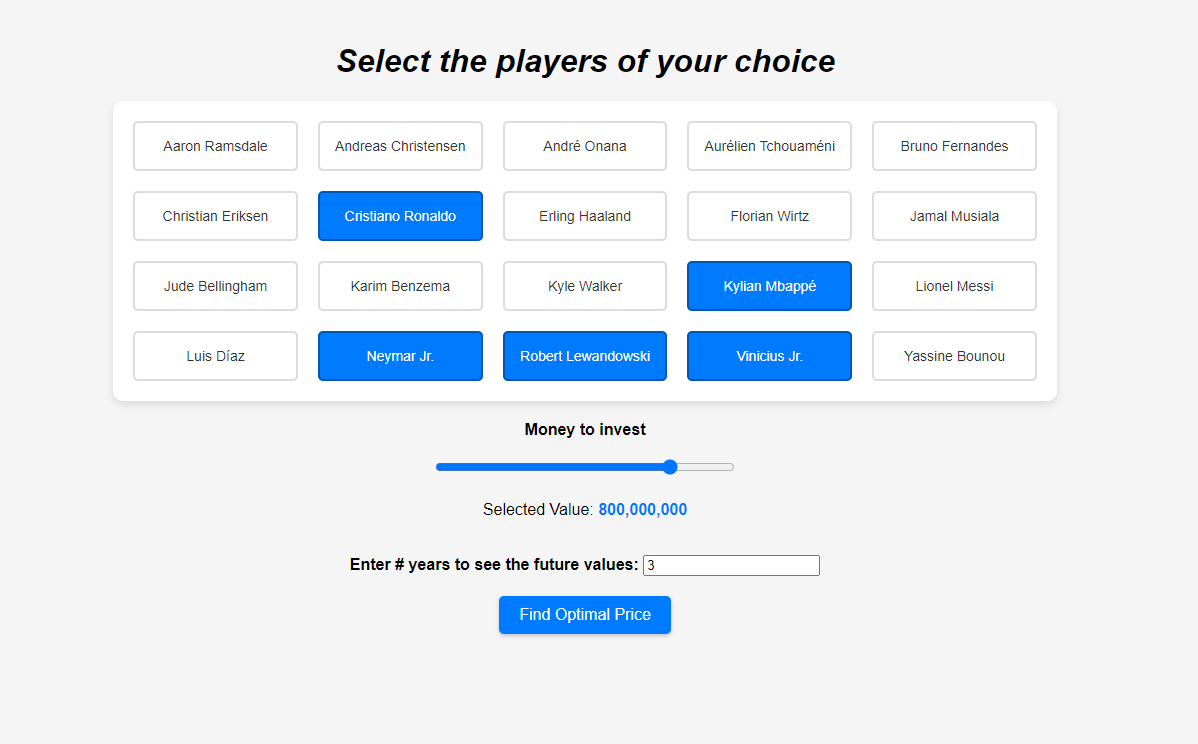 Select the players of your choice
Aaron Ramsdale Andreas Christensen André Onana Aurélien Tchouaméni Bruno Fernandes
Christian Eriksen Cristiano Ronaldo Erling Haaland Florian Wirtz Jamal Musiala
Jude Bellingham Karim Benzema Kyle Walker Kylian Mbappé Lionel Messi
Luis Díaz Neymar Jr. Robert Lewandowski Vinicius Jr. Yassine Bounou
Money to invest
Selected Value: 800,000,000
Enter # years to see the future values: 3
Find Optimal Price